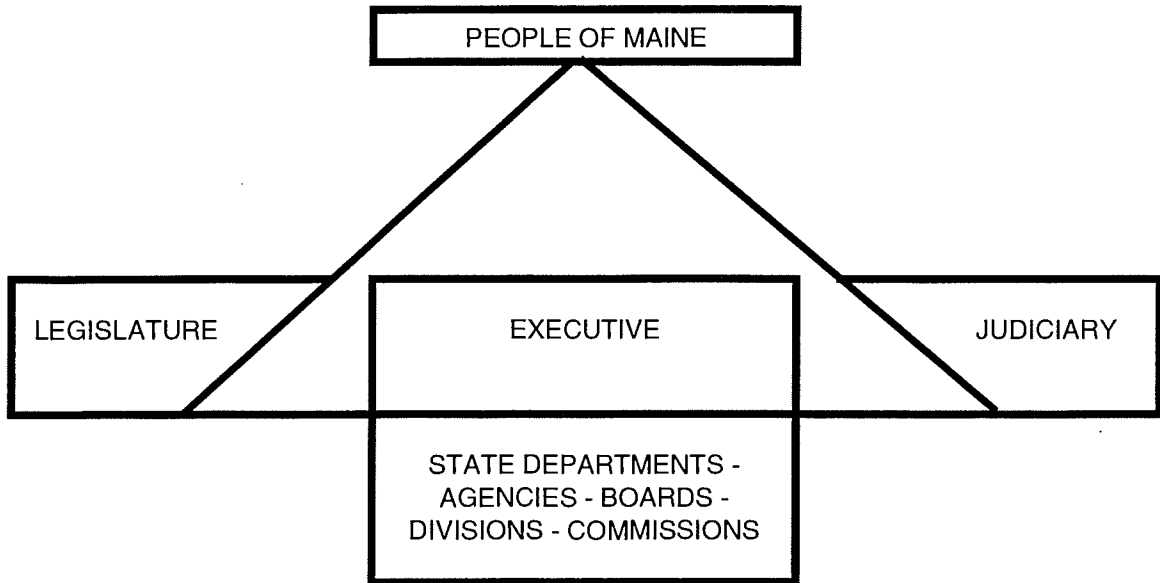 PEOPLE OF MAINE
LEGISLATURE
EXECUTIVE
JUDICIARY
STATE DEPARTMENTS -
AGENCIES - BOARDS -
DIVISIONS - COMMISSIONS